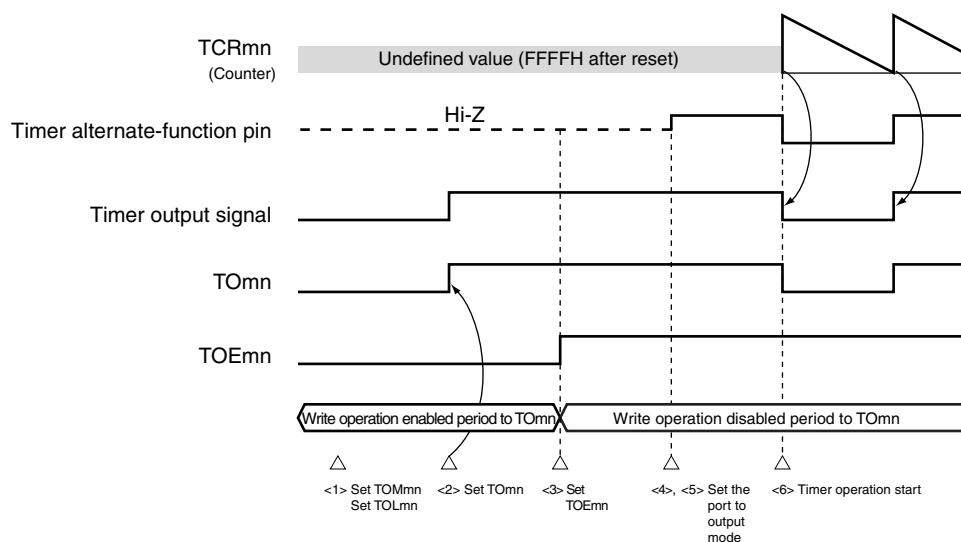 TCRmn
(Counter)
Undefined value (FFFFH after reset)
Timer alternate-function pin
Hi-Z
Timer output signal
TOmn
TOEmn
Write operation enabled period to TOmn
Write operation disabled period to TOmn
<1> Set TOMmn
Set TOLmn
<2> Set TOmn
<3> Set
TOEmn
<4>, <5> Set the
port to
output
mode
<6> Timer operation start